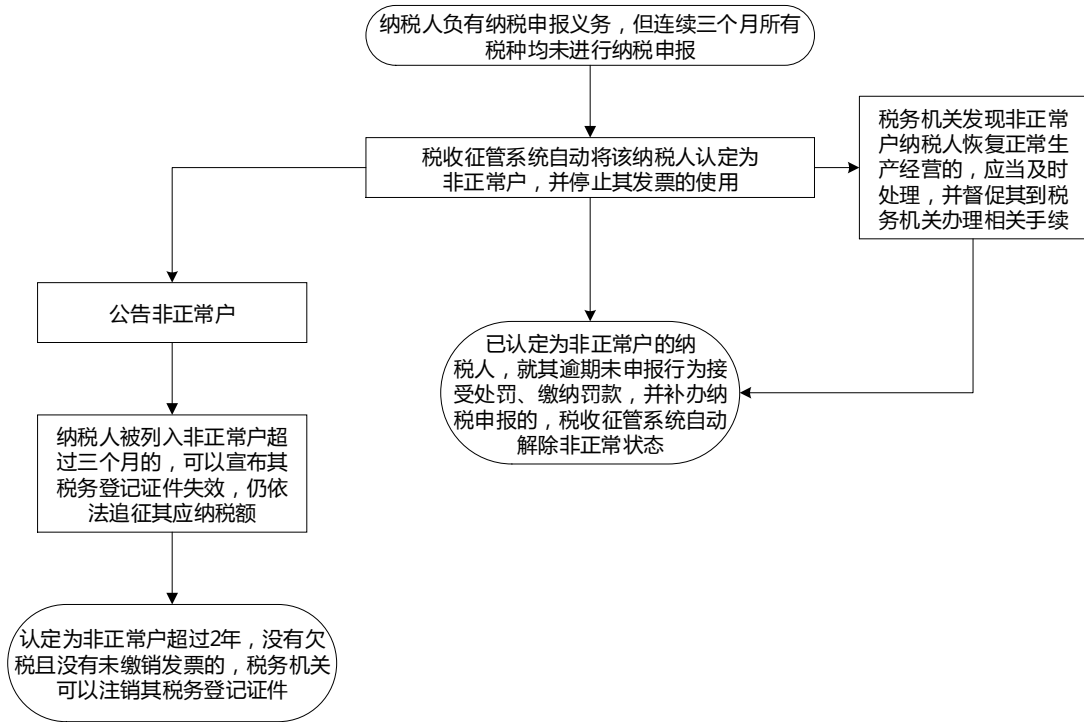 纳税人负有纳税申报义务，但连续三个月所有
税种均未进行纳税申报
税收征管系统自动将该纳税人认定为
非正常户，并停止其发票的使用
税务机关发现非正常
户纳税人恢复正常生
产经营的，应当及时
处理，并督促其到税
务机关办理相关手续
公告非正常户
已认定为非正常户的纳
税人，就其逾期未申报行为接
受处罚、缴纳罚款，并补办纳
税申报的，税收征管系统自动
解除非正常状态
纳税人被列入非正常户超
过三个月的，可以宣布其
税务登记证件失效，仍依
法追征其应纳税额
认定为非正常户超过2年，没有欠
税且没有未缴销发票的，税务机关
可以注销其税务登记证件